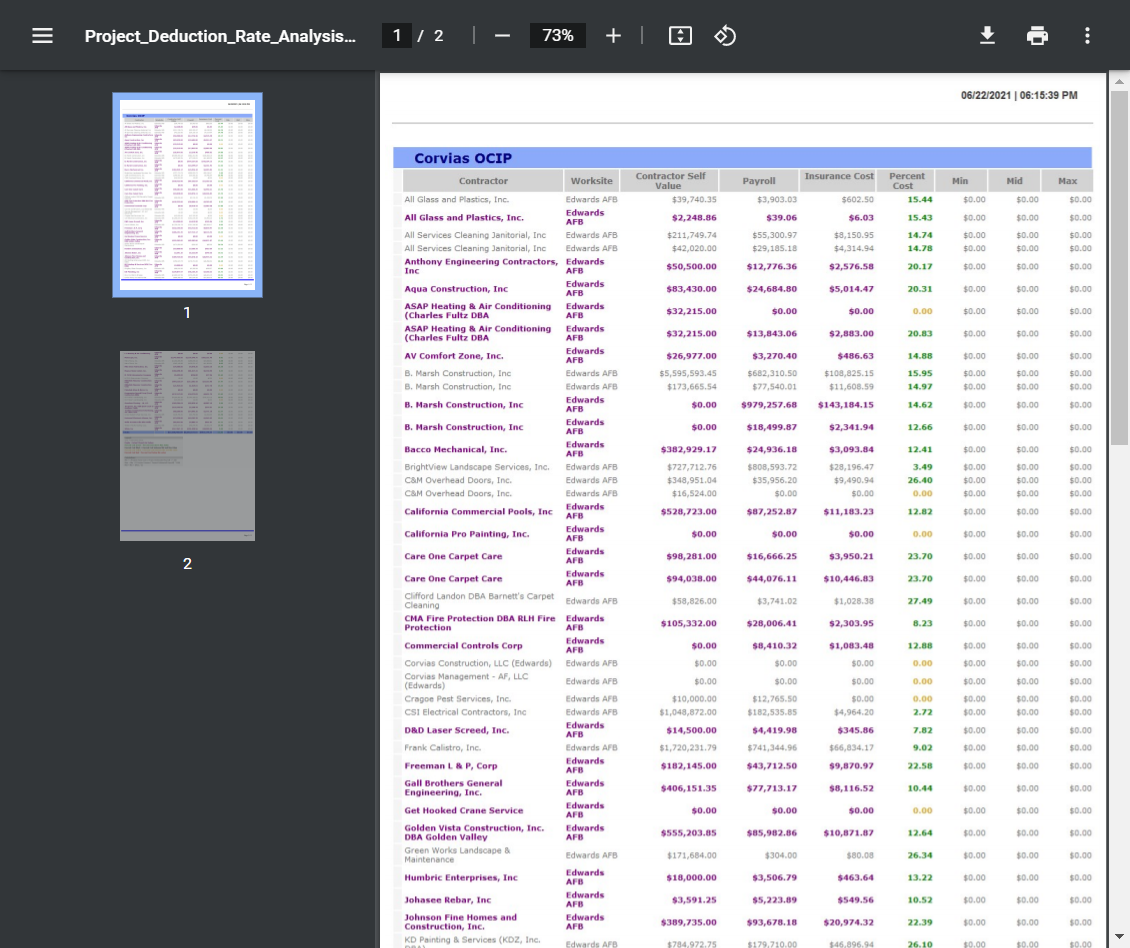 Project_Deduction_Rate_Analysis...
1 / 2
73%
1
2
06/22/2021 | 06:15:39 PM
Corvias OCIP
Contractor Worksite Contractor Self Value Payroll Insurance Cost Percent Cost Min Mid Max
All Glass and Plastics, Inc. Edwards AFB $39,740.35 $3,903.03 $602.50 15.44 $0.00 $0.00 $0.00
All Glass and Plastics, Inc. Edwards AFB $2,248.86 $39.06 $6.03 15.43 $0.00 $0.00 $0.00
All Services Cleaning Janitorial, Inc Edwards AFB $211,749.74 $55,300.97 $8,150.95 14.74 $0.00 $0.00 $0.00
All Services Cleaning Janitorial, Inc Edwards AFB $42,020.00 $29,185.18 $4,314.94 14.78 $0.00 $0.00 $0.00
Anthony Engineering Contractors, Inc Edwards AFB $50,500.00 $12,776.36 $2,576.58 20.17 $0.00 $0.00 $0.00
Aqua Construction, Inc Edwards AFB $83,430.00 $24,684.80 $5,014.47 20.31 $0.00 $0.00 $0.00
ASAP Heating & Air Conditioning (Charles Fultz DBA Edwards AFB $32,215.00 $0.00 $0.00 0.00 $0.00 $0.00 $0.00
ASAP Heating & Air Conditioning (Charles Fultz DBA Edwards AFB $32,215.00 $13,843.06 $2,883.00 20.83 $0.00 $0.00 $0.00
AV Comfort Zone, Inc. Edwards AFB $26,977.00 $3,270.40 $486.63 14.88 $0.00 $0.00 $0.00
B. Marsh Construction, Inc Edwards AFB $5,595,593.45 $682,310.50 $108,825.15 15.95 $0.00 $0.00 $0.00
B. Marsh Construction, Inc Edwards AFB $173,665.54 $77,540.01 $11,608.59 14.97 $0.00 $0.00 $0.00
B. Marsh Construction, Inc Edwards AFB $0.00 $979,257.68 $143,184.15 14.62 $0.00 $0.00 $0.00
B. Marsh Construction, Inc Edwards AFB $0.00 $18,499.87 $2,341.94 12.66 $0.00 $0.00 $0.00
Bacco Mechanical, Inc. Edwards AFB $382,929.17 $24,936.18 $3,093.84 12.41 $0.00 $0.00 $0.00
BrightView Landscape Services, Inc. Edwards AFB $727,712.76 $808,593.72 $28,196.47 3.49 $0.00 $0.00 $0.00
C&M Overhead Doors, Inc. Edwards AFB $348,951.04 $35,956.20 $9,490.94 26.40 $0.00 $0.00 $0.00
C&M Overhead Doors, Inc. Edwards AFB $16,524.00 $0.00 $0.00 0.00 $0.00 $0.00 $0.00
California Commercial Pools, Inc Edwards AFB $528,723.00 $87,252.87 $11,183.23 12.82 $0.00 $0.00 $0.00
California Pro Painting, Inc. Edwards AFB $0.00 $0.00 $0.00 0.00 $0.00 $0.00 $0.00
Care One Carpet Care Edwards AFB $98,281.00 $16,666.25 $3,950.21 23.70 $0.00 $0.00 $0.00
Care One Carpet Care Edwards AFB $94,038.00 $44,076.11 $10,446.83 23.70 $0.00 $0.00 $0.00
Clifford Landon DBA Barnett's Carpet Cleaning Edwards AFB $58,826.00 $3,741.02 $1,028.38 27.49 $0.00 $0.00 $0.00
CMA Fire Protection DBA RLH Fire Protection Edwards AFB $105,332.00 $28,006.41 $2,303.95 8.23 $0.00 $0.00 $0.00
Commercial Controls Corp Edwards AFB $0.00 $8,410.32 $1,083.48 12.88 $0.00 $0.00 $0.00
Corvias Construction, LLC (Edwards) Edwards AFB $0.00 $0.00 $0.00 0.00 $0.00 $0.00 $0.00
Corvias Management - AF, LLC (Edwards) Edwards AFB $0.00 $0.00 $0.00 0.00 $0.00 $0.00 $0.00
Cragoe Pest Services, Inc. Edwards AFB $10,000.00 $12,765.50 $0.00 0.00 $0.00 $0.00 $0.00
CSI Electrical Contractors, Inc Edwards AFB $1,048,872.00 $182,535.85 $4,964.20 2.72 $0.00 $0.00 $0.00
D&D Laser Screed, Inc. Edwards AFB $14,500.00 $4,419.98 $345.86 7.82 $0.00 $0.00 $0.00
Frank Calistro, Inc. Edwards AFB $1,720,231.79 $741,344.96 $66,834.17 9.02 $0.00 $0.00 $0.00
Freeman L & P, Corp Edwards AFB $182,145.00 $43,712.50 $9,870.97 22.58 $0.00 $0.00 $0.00
Gall Brothers General Engineering, Inc. Edwards AFB $406,151.35 $77,713.17 $8,116.52 10.44 $0.00 $0.00 $0.00
Get Hooked Crane Service Edwards AFB $0.00 $0.00 $0.00 0.00 $0.00 $0.00 $0.00
Golden Vista Construction, Inc. DBA Golden Valley Edwards AFB $555,203.85 $85,982.86 $10,871.87 12.64 $0.00 $0.00 $0.00
Green Works Landscape & Maintenance Edwards AFB $171,684.00 $304.00 $80.08 26.34 $0.00 $0.00 $0.00
Humbric Enterprises, Inc Edwards AFB $18,000.00 $3,506.79 $463.64 13.22 $0.00 $0.00 $0.00
Johasee Rebar, Inc Edwards AFB $3,591.25 $5,223.89 $549.56 10.52 $0.00 $0.00 $0.00
Johnson Fine Homes and Construction, Inc. Edwards AFB $389,735.00 $93,678.18 $20,974.32 22.39 $0.00 $0.00 $0.00
KD Painting & Services (KDZ, Inc. Edwards AFB $784,972.75 $179,710.00 $46,896.94 26.10 $0.00 $0.00 $0.00